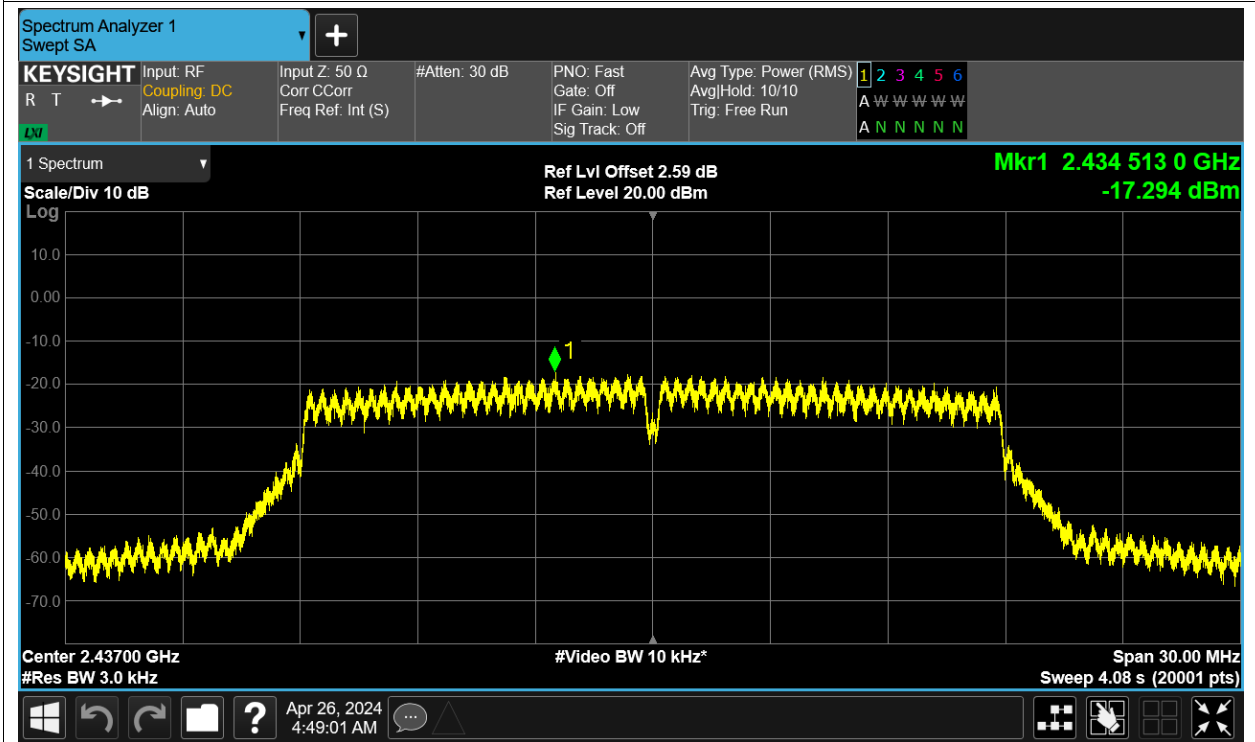 Spectrum Analyzer 1
Swept SA
+
KEYSIGHT
R T
LXI
Input: RF
Coupling: DC
Align: Auto
Input Z: 50 Ω
Corr CCorr
Freq Ref: Int (S)
#Atten: 30 dB
PNO: Fast
Gate: Off
IF Gain: Low
Sig Track: Off
Avg Type: Power (RMS)
Avg|Hold: 10/10
Trig: Free Run
1 2 3 4 5 6
A W W W W W
A N N N N N
1 Spectrum
Scale/Div 10 dB
Log
Ref Lvl Offset 2.59 dB
Ref Level 20.00 dBm
Mkr1 2.434 513 0 GHz
-17.294 dBm
10.0
0.00
-10.0
-20.0
-30.0
-40.0
-50.0
-60.0
-70.0
1
Center 2.43700 GHz
#Res BW 3.0 kHz
#Video BW 10 kHz*
Span 30.00 MHz
Sweep 4.08 s (20001 pts)
?
Apr 26, 2024
4:49:01 AM